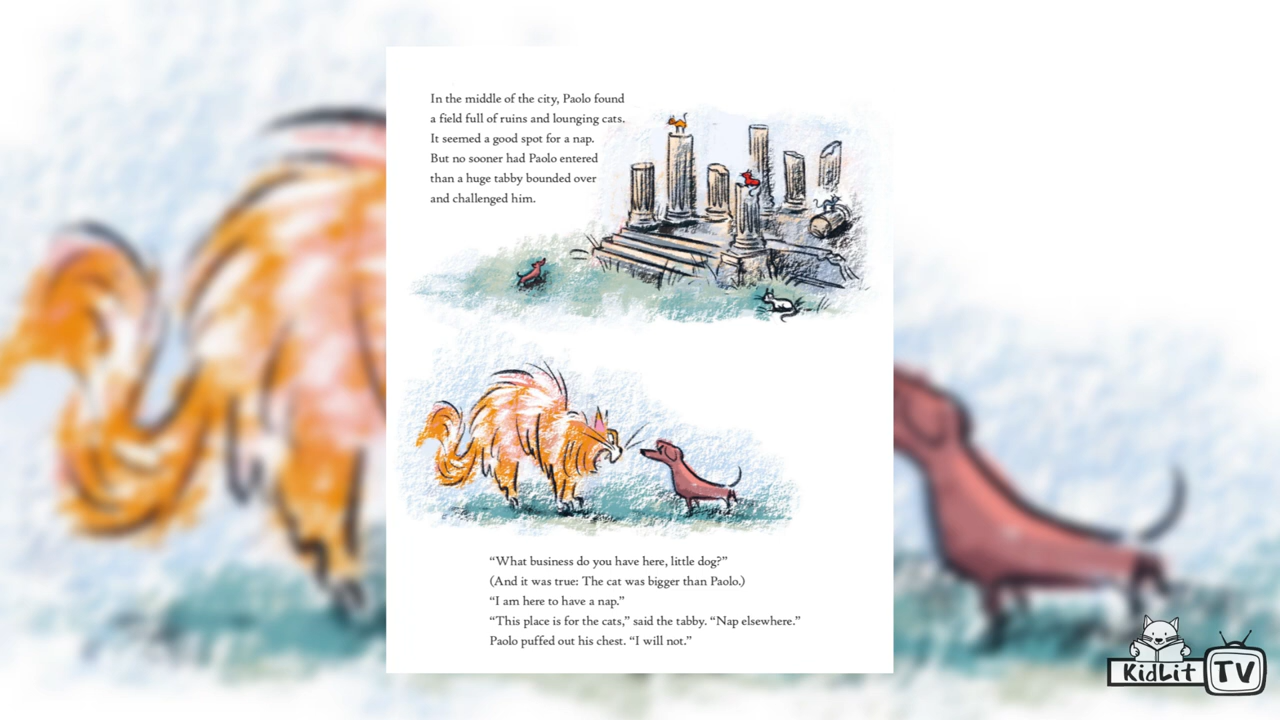 In the middle of the city, Paolo found
a field full of ruins and lounging cats.
It seemed a good spot for a nap.
But no sooner had Paolo entered
than a huge tabby bounded over
and challenged him.
“What business do you have here, little dog?”
(And it was true: The cat was bigger than Paolo.)
“I am here to have a nap.”
“This place is for the cats,” said the tabby. “Nap elsewhere.”
Paolo puffed out his chest. “I will not.”
KidLit TV